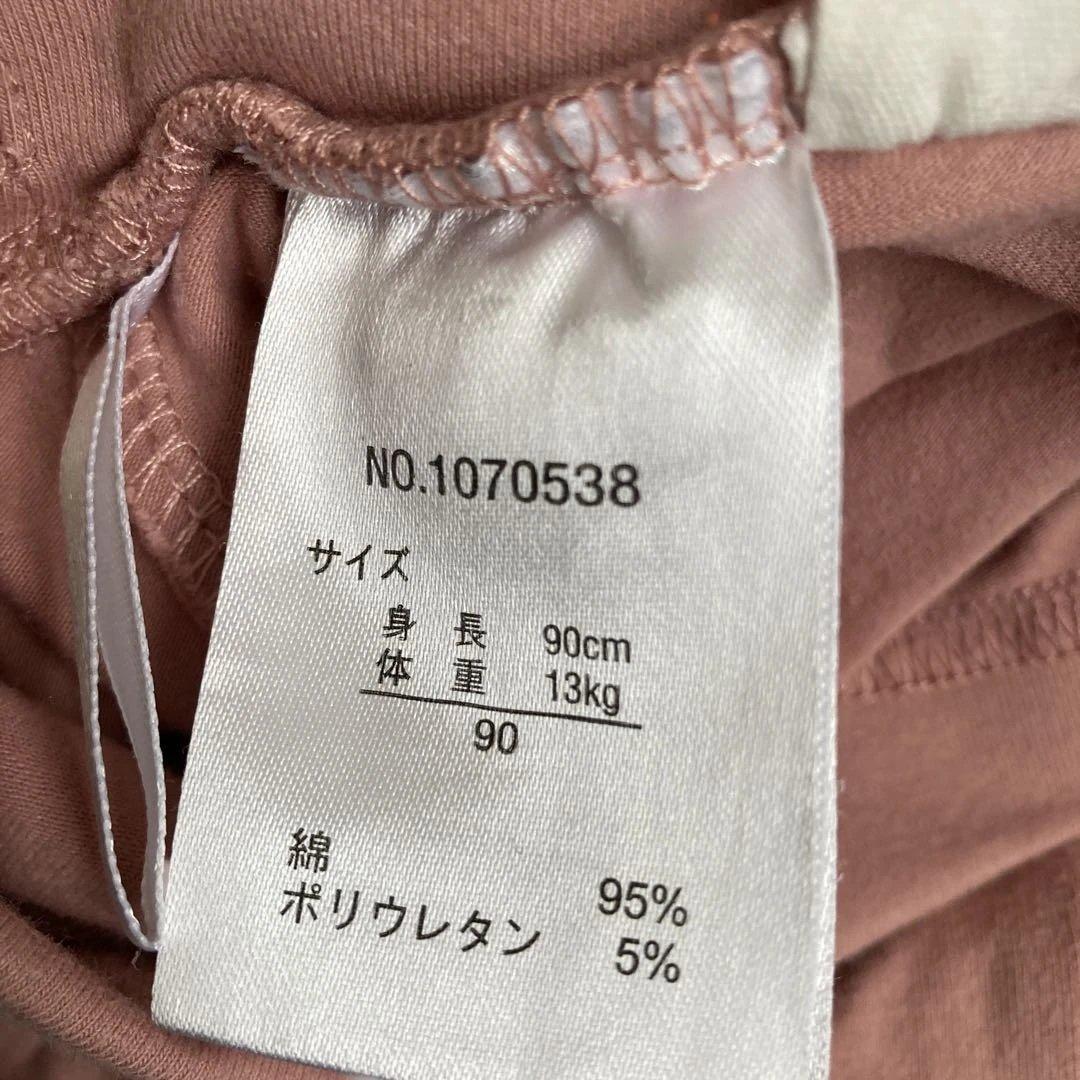 NO.1070538
サイズ
身長 90cm
体重 13kg
90
綿 95%
ポリウレタン 5%